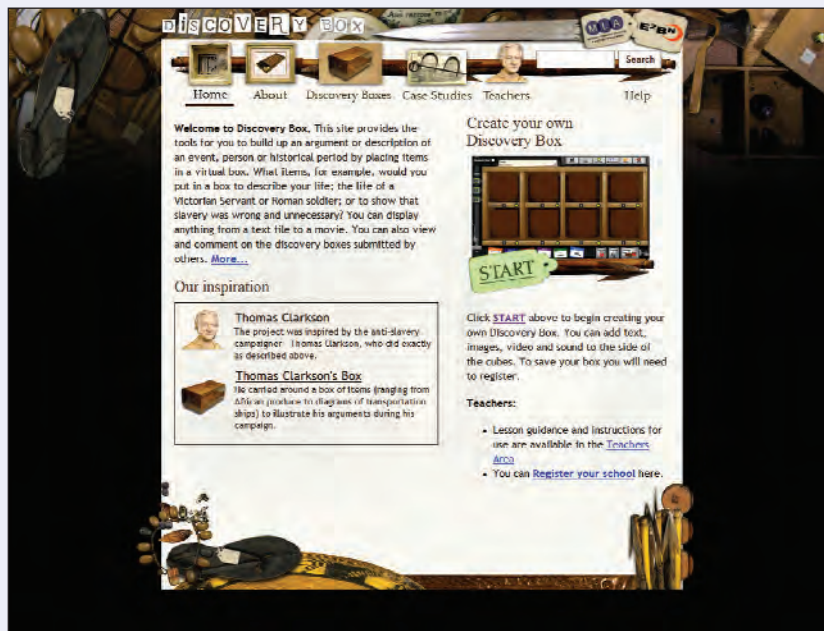 DiSCOVERY BOX
MLA
E2BN
Search
Home
About
Discovery Boxes
Case Studies
Teachers
Help
Welcome to Discovery Box, This site provides the
tools for you to build up an argument or description of
an event, person or historical period by placing items
in a virtual box. What items, for example, would you
put in a box to describe your life; the life of a
Victorian Servant or Roman soldier; or to show that
slavery was wrong and unnecessary? You can display
anything from a text file to a movie. You can also view
and comment on the discovery boxes submitted by
others. More...
Our inspiration
Thomas Clarkson
The project was inspired by the anti-slavery
campaigner Thomas Clarkson, who did exactly
as described above.
Thomas Clarkson's Box
He carried around a box of items (ranging from
African produce to diagrams of transportation
ships) to illustrate his arguments during his
campaign.
Create your own
Discovery Box
START
Click START above to begin creating your
own Discovery Box. You can add text,
images, video and sound to the side of
the cubes. To save your box you will need
to register.
Teachers:
• Lesson guidance and instructions for
use are available in the Teachers
Area
• You can Register your school here.